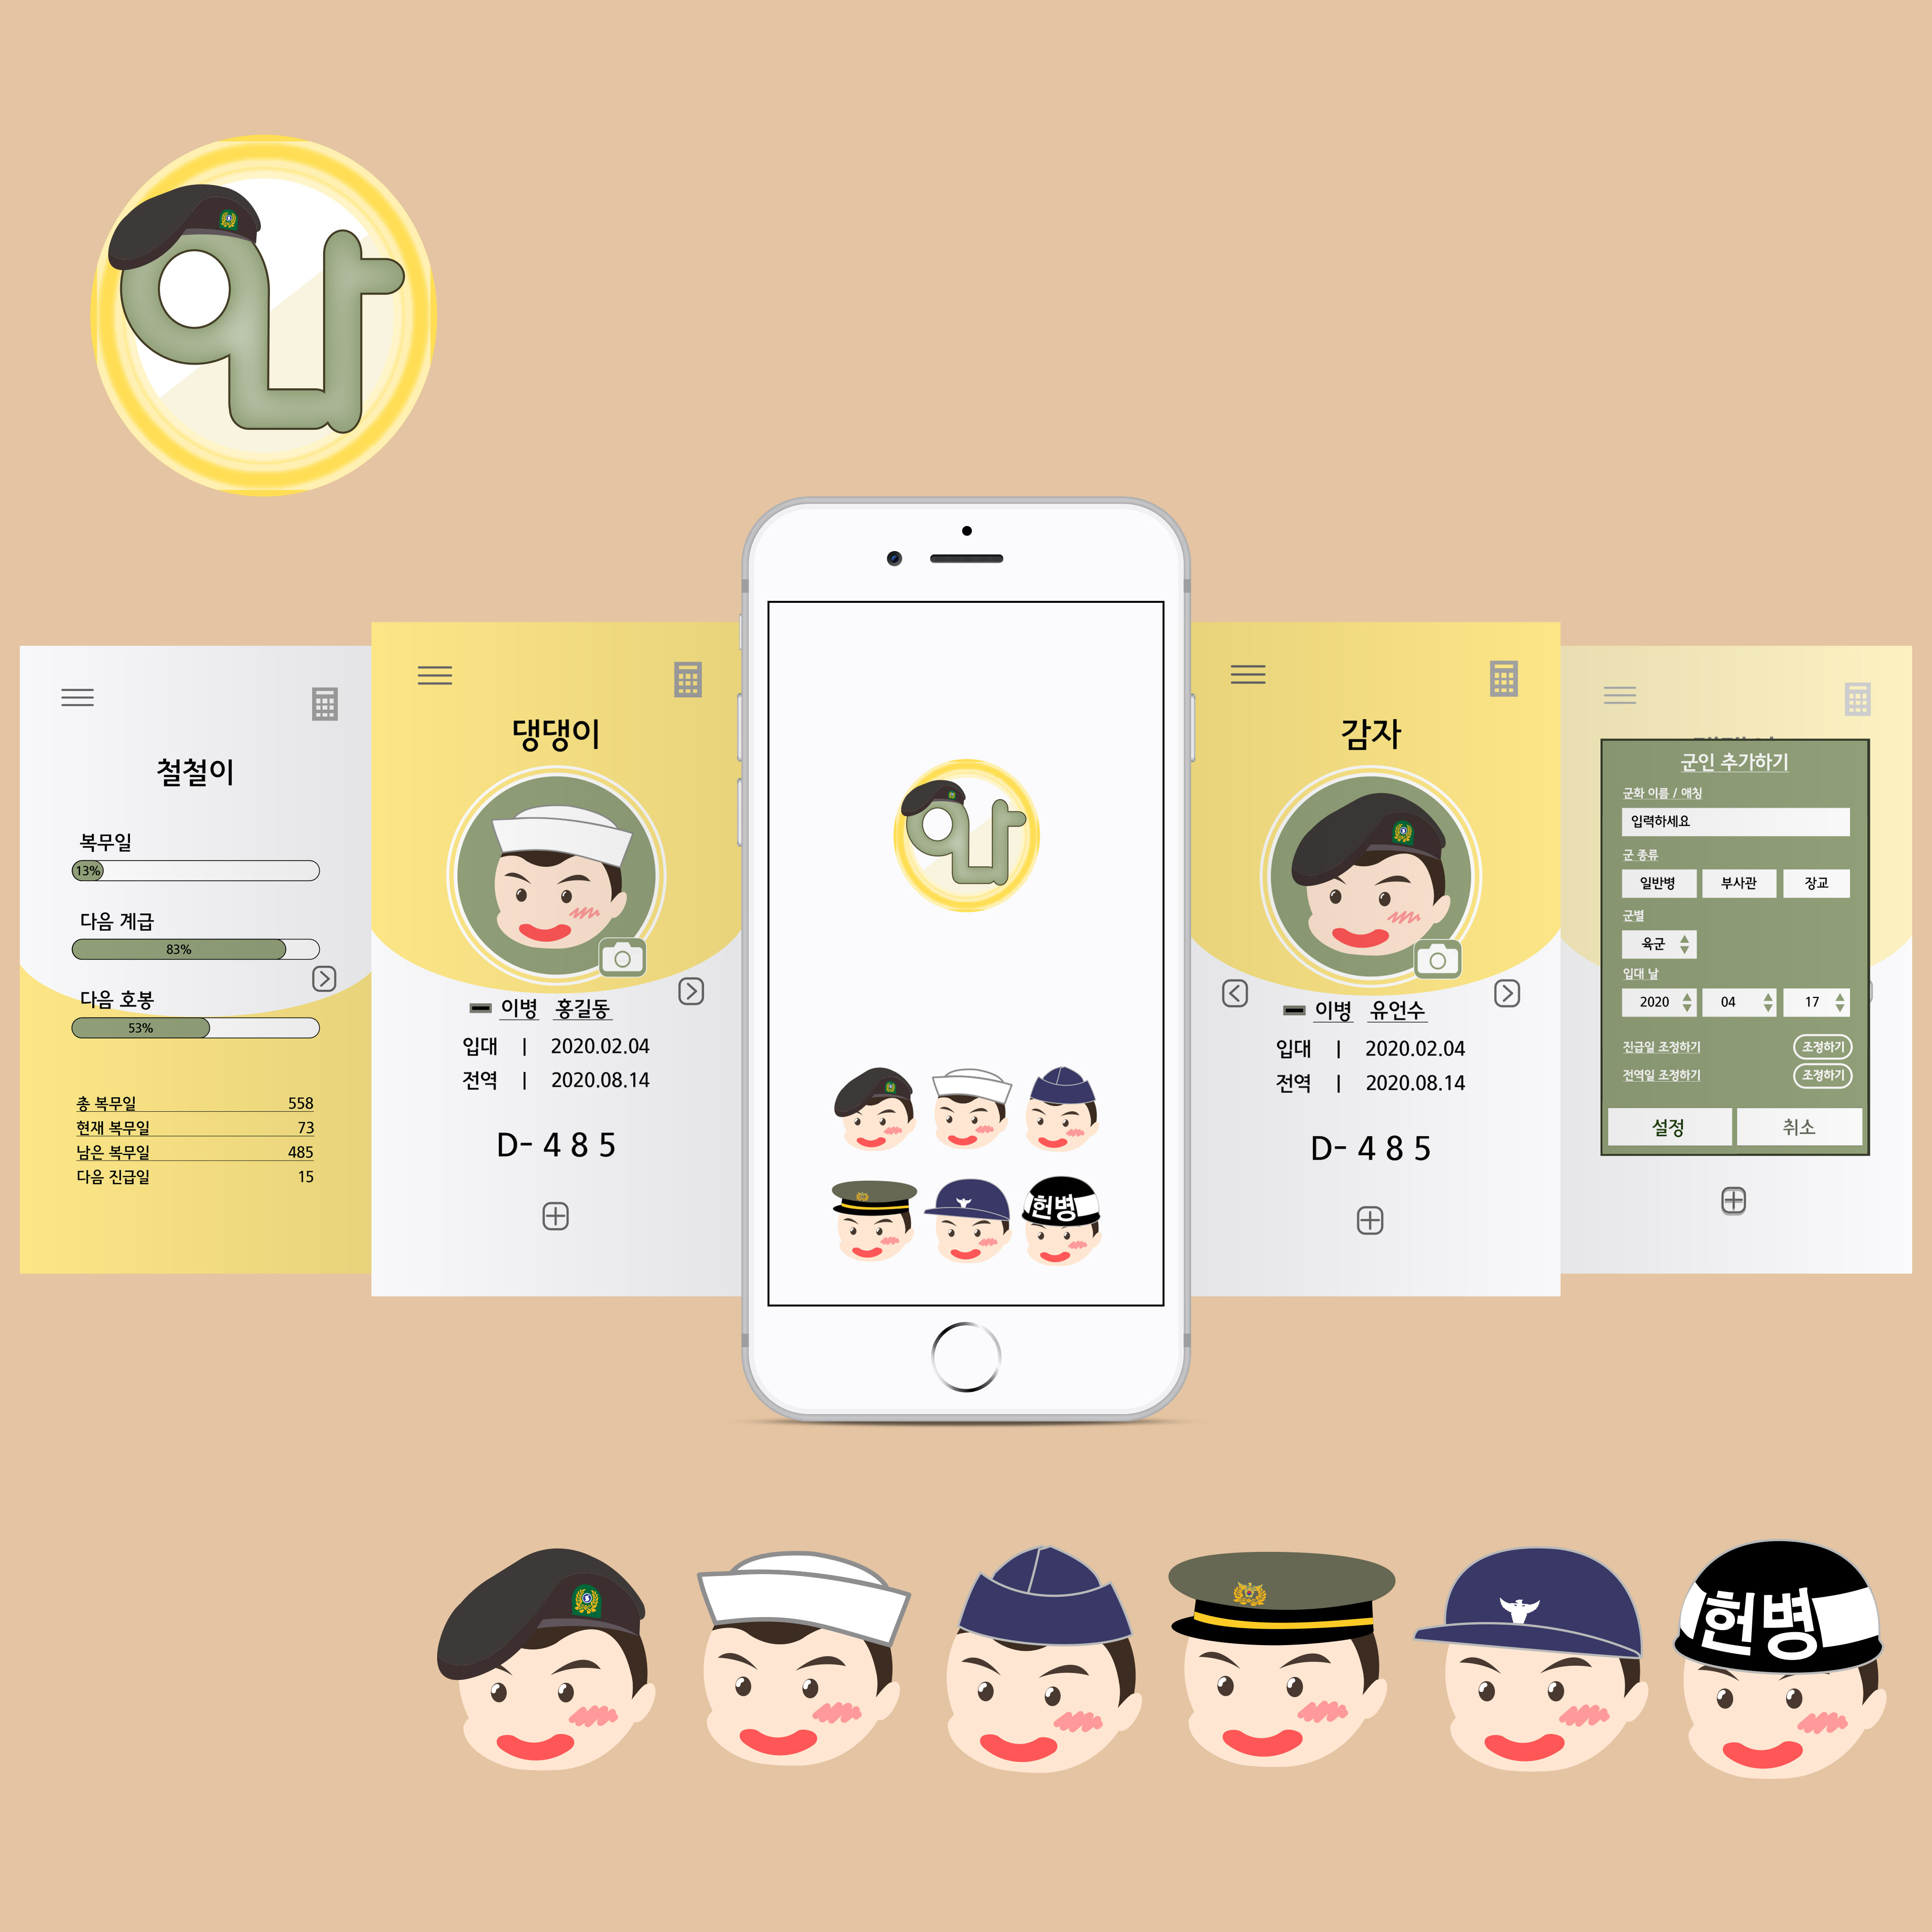 철철이
복무일
13%
다음 계급
83%
다음 호봉
53%
총 복무일 558
현재 복무일 73
남은 복무일 485
다음 진급일 15
댕댕이
이병 홍길동
입대 | 2020.02.04
전역 | 2020.08.14
D- 4 8 5
헌병
감자
이병 유언수
입대 | 2020.02.04
전역 | 2020.08.14
D- 4 8 5
군인 추가하기
군화 이름 / 애칭
입력하세요
군 종류
일반병 부사관 장교
군별
육군
입대 날
2020 04 17
진급일 조정하기 조정하기
전역일 조정하기 조정하기
설정 취소
헌병